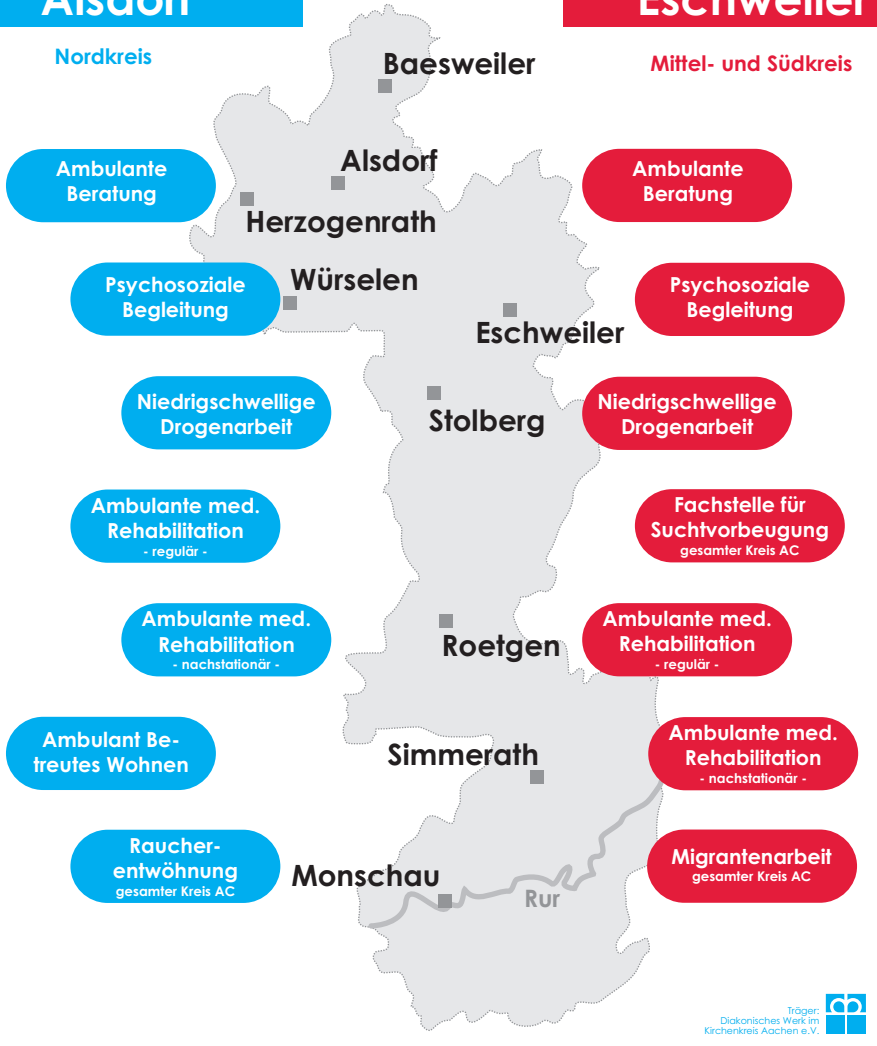 Alsdorf
Nordkreis
Ambulante
Beratung
Psychosoziale
Begleitung
Niedrigschwellige
Drogenarbeit
Ambulante med.
Rehabilitation
- regulär -
Ambulante med.
Rehabilitation
- nachstationär -
Ambulant Be-
treutes Wohnen
Raucher-
entwöhnung
gesamter Kreis AC
Baesweiler
Alsdorf
Herzogenrath
Würselen
Eschweiler
Stolberg
Roetgen
Simmerath
Monschau
Rur
Eschweiler
Mittel- und Südkreis
Ambulante
Beratung
Psychosoziale
Begleitung
Niedrigschwellige
Drogenarbeit
Fachstelle für
Suchtvorbeugung
gesamter Kreis AC
Ambulante med.
Rehabilitation
- regulär -
Ambulante med.
Rehabilitation
- nachstationär -
Migrantenarbeit
gesamter Kreis AC
Träger:
Diakonisches Werk im
Kirchenkreis Aachen e.V.